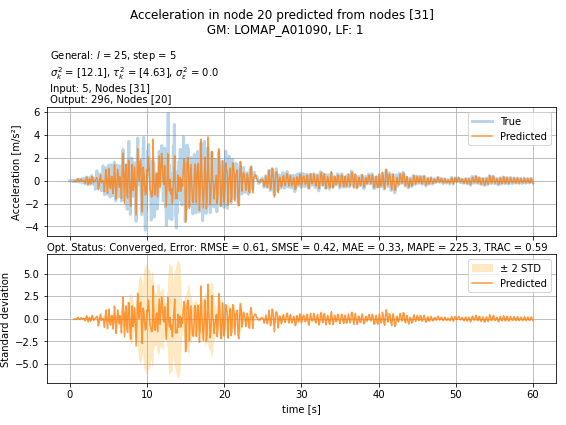 Acceleration in node 20 predicted from nodes [31]
GM: LOMAP_A01090, LF: 1
General: l = 25, step = 5
σ²ₖ = [12.1], τ²ₖ = [4.63], σ²ε = 0.0
Input: 5, Nodes [31]
Output: 296, Nodes [20]
Acceleration [m/s²]
6
4
2
0
−2
−4
True
Predicted
Opt. Status: Converged, Error: RMSE = 0.61, SMSE = 0.42, MAE = 0.33, MAPE = 225.3, TRAC = 0.59
Standard deviation
5.0
2.5
0.0
−2.5
−5.0
± 2 STD
Predicted
0 10 20 30 40 50 60
time [s]